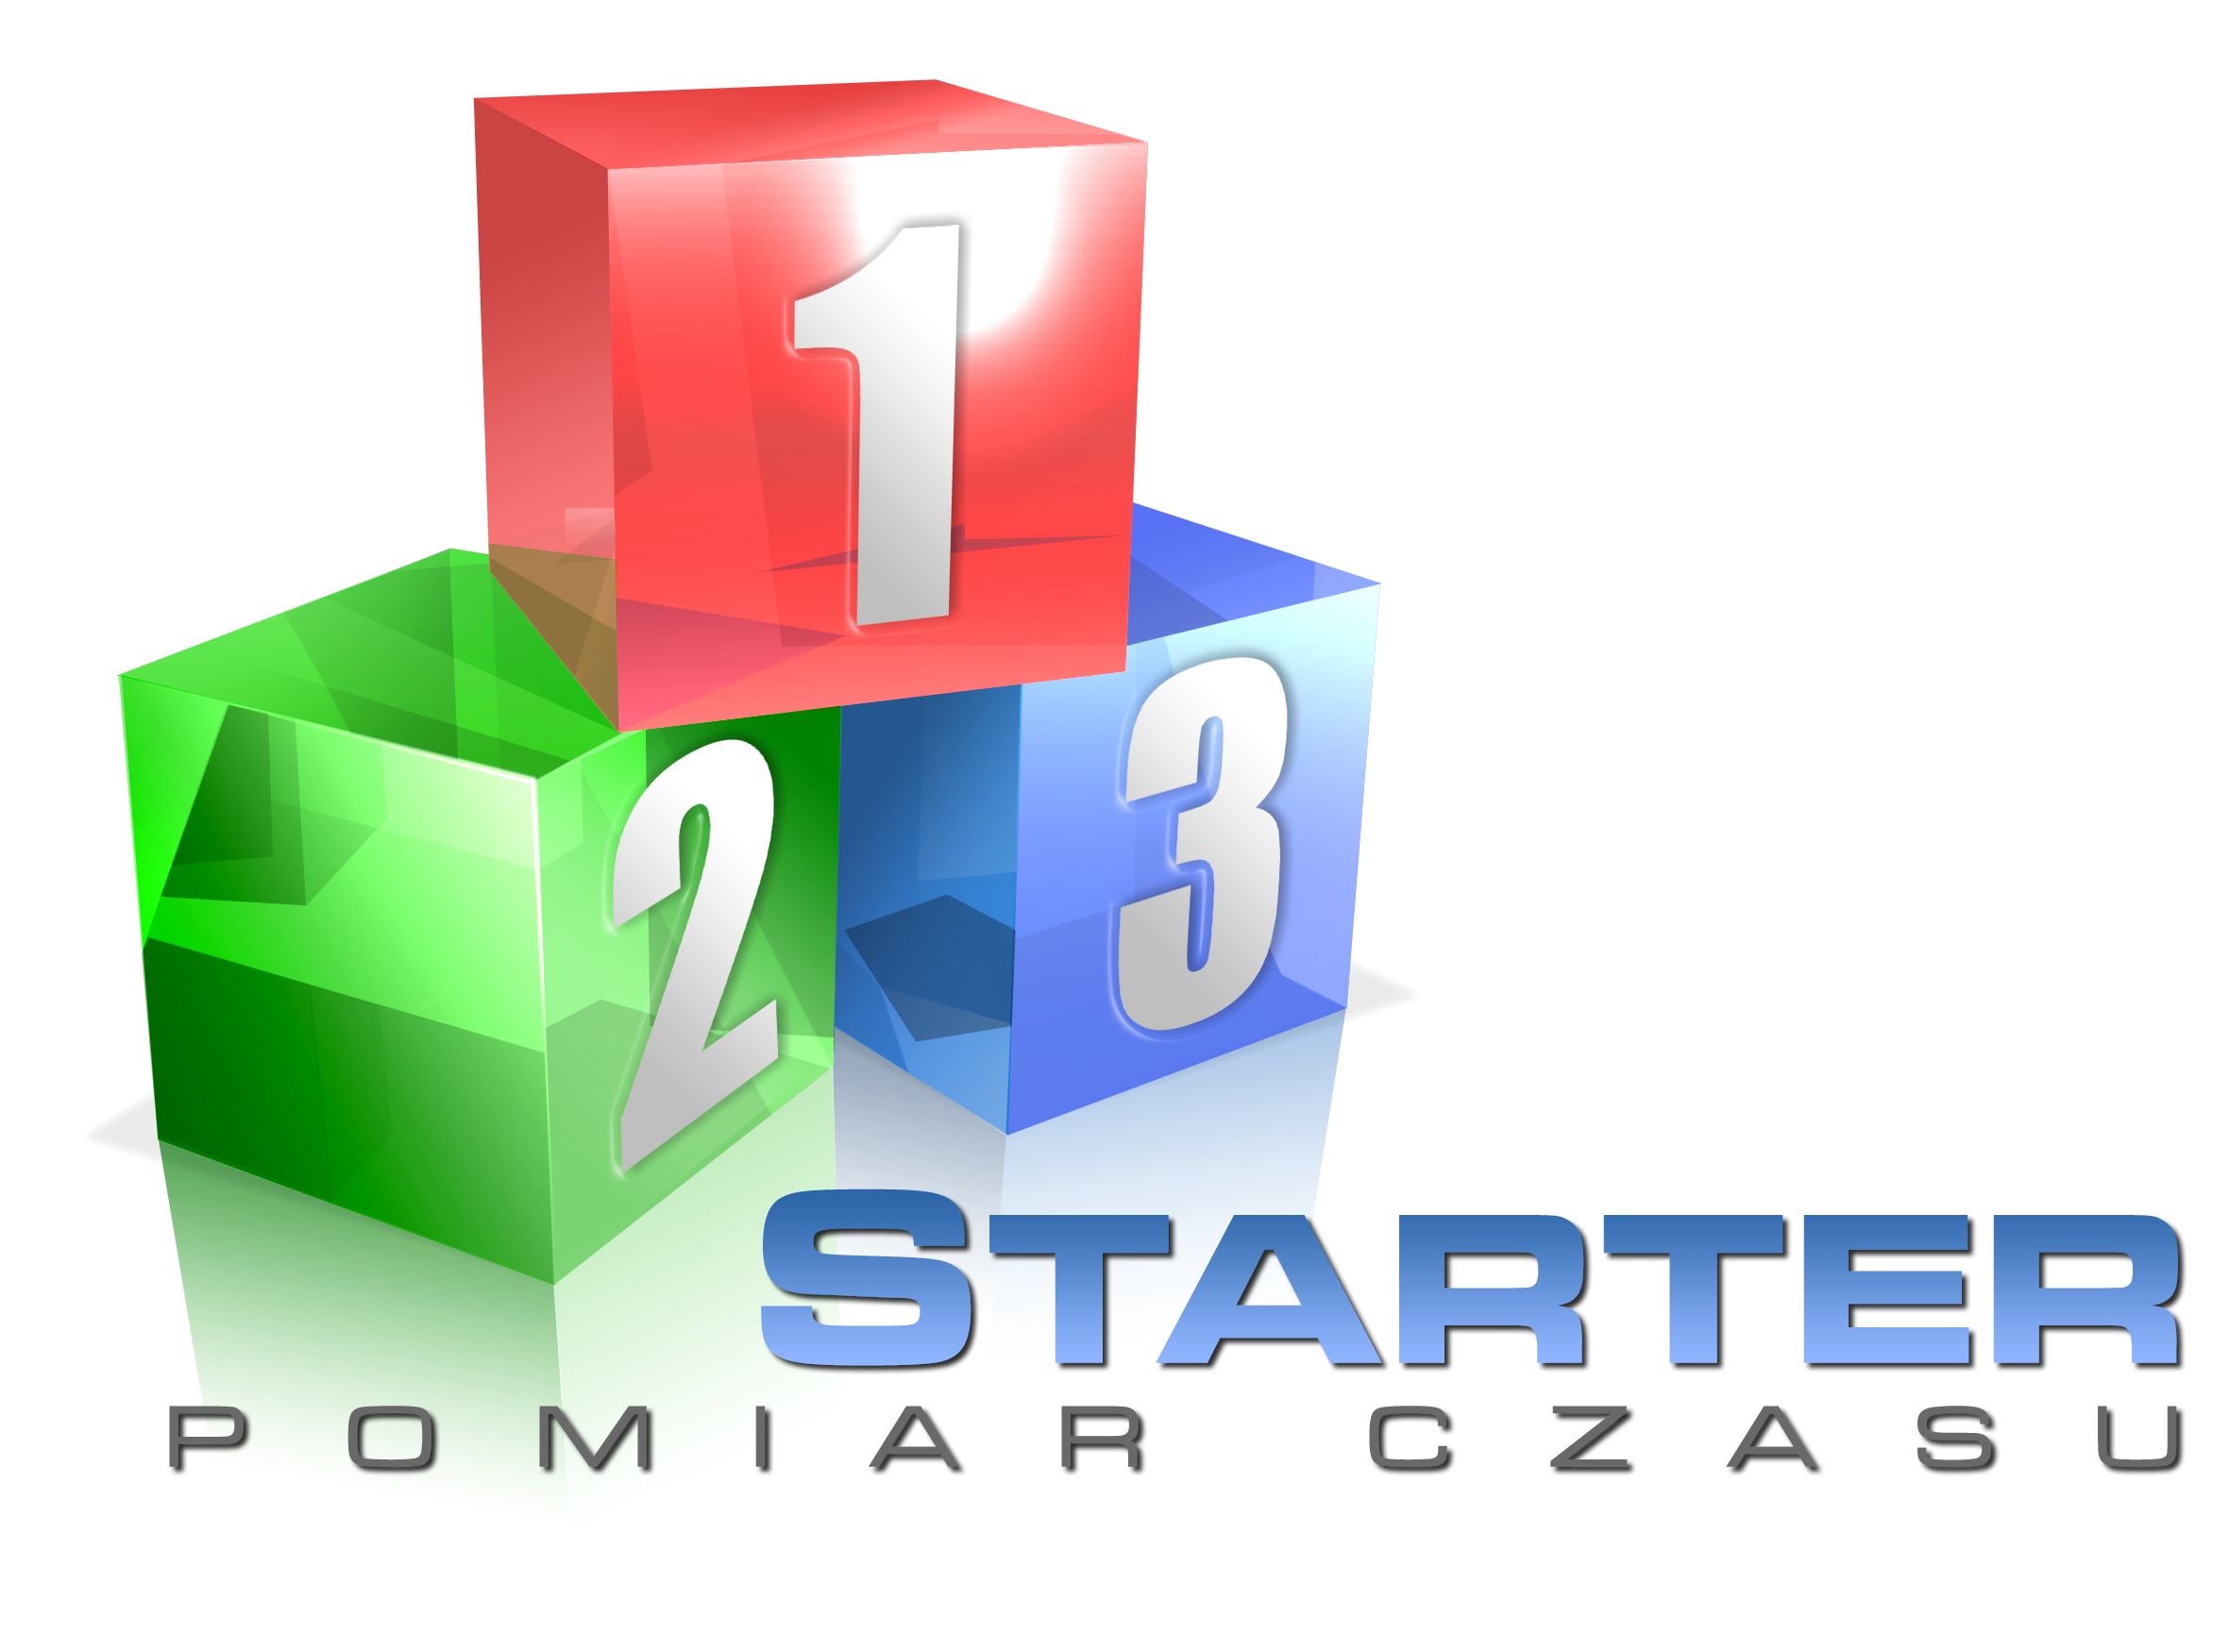 1
2 3
STARTER
POMIAR CZASU